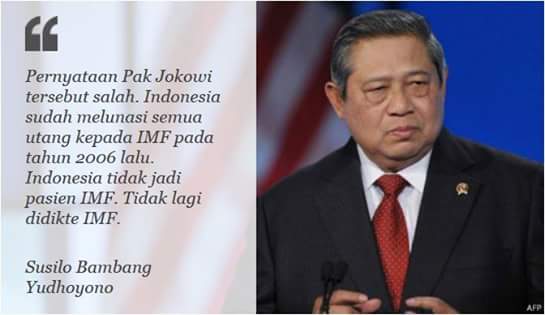 Pernyataan Pak Jokowi
tersebut salah. Indonesia
sudah melunasi semua
utang kepada IMF pada
tahun 2006 lalu.
Indonesia tidak jadi
pasien IMF. Tidak lagi
didikte IMF.
Susilo Bambang
Yudhoyono
AFP